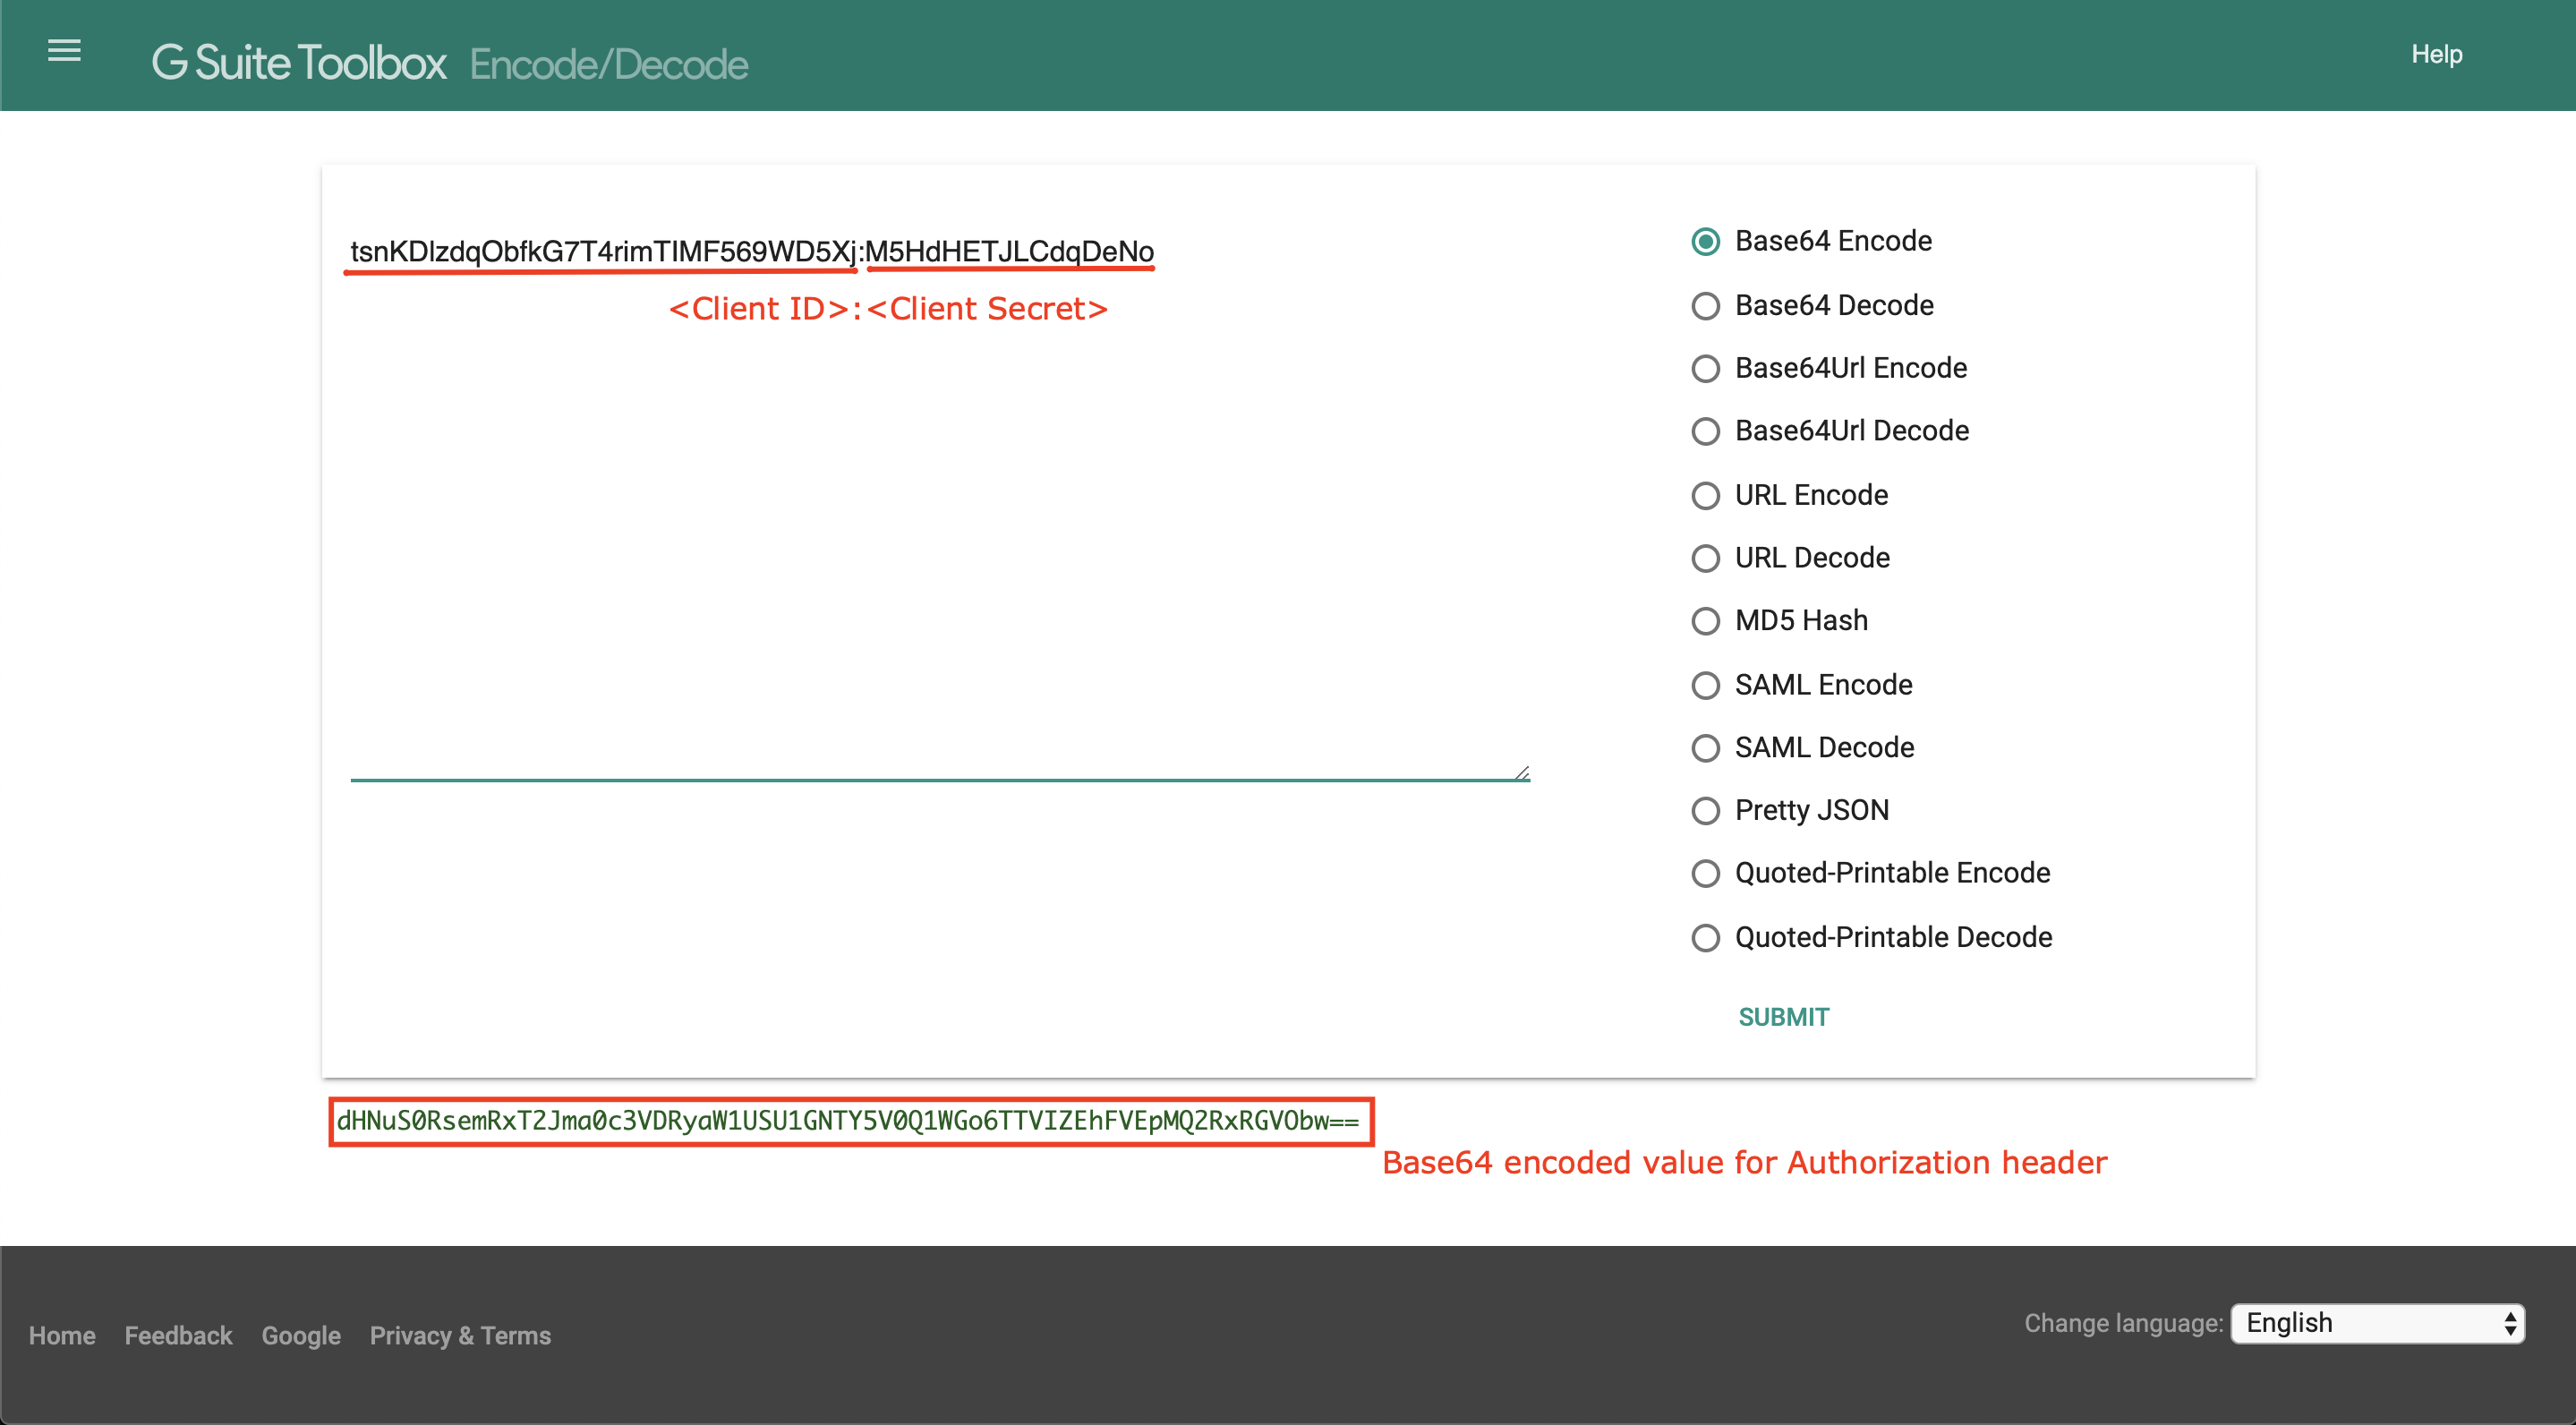 G Suite Toolbox Encode/Decode
Help
tsnKDlzdqObfkG7T4rimTIMF569WD5Xj:M5HdHETJLCdqDeNo
<Client ID>:<Client Secret>
Base64 Encode
Base64 Decode
Base64Url Encode
Base64Url Decode
URL Encode
URL Decode
MD5 Hash
SAML Encode
SAML Decode
Pretty JSON
Quoted-Printable Encode
Quoted-Printable Decode
SUBMIT
dHNuS0RsemRxT2Jma0c3VDRyaW1USU1GNTY5V0Q1WGo6TTVIZEhFVEpMQ2RxRGVObw==
Base64 encoded value for Authorization header
Home Feedback Google Privacy & Terms
Change language: English